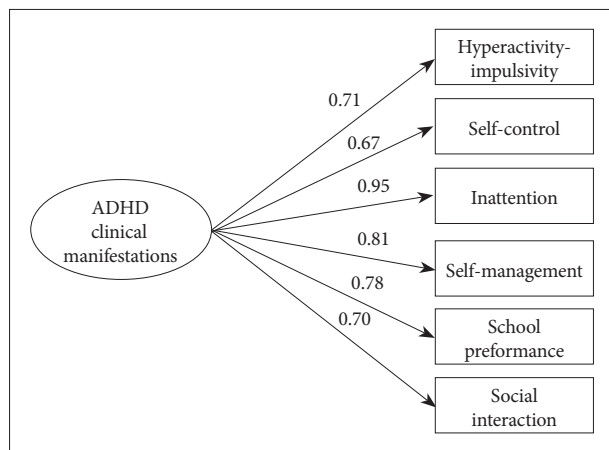 Hyperactivity-
impulsivity
0.71
Self-control
0.67
Inattention
0.95
ADHD
clinical
manifestations
0.81
Self-management
0.78
School
preformance
0.70
Social
interaction